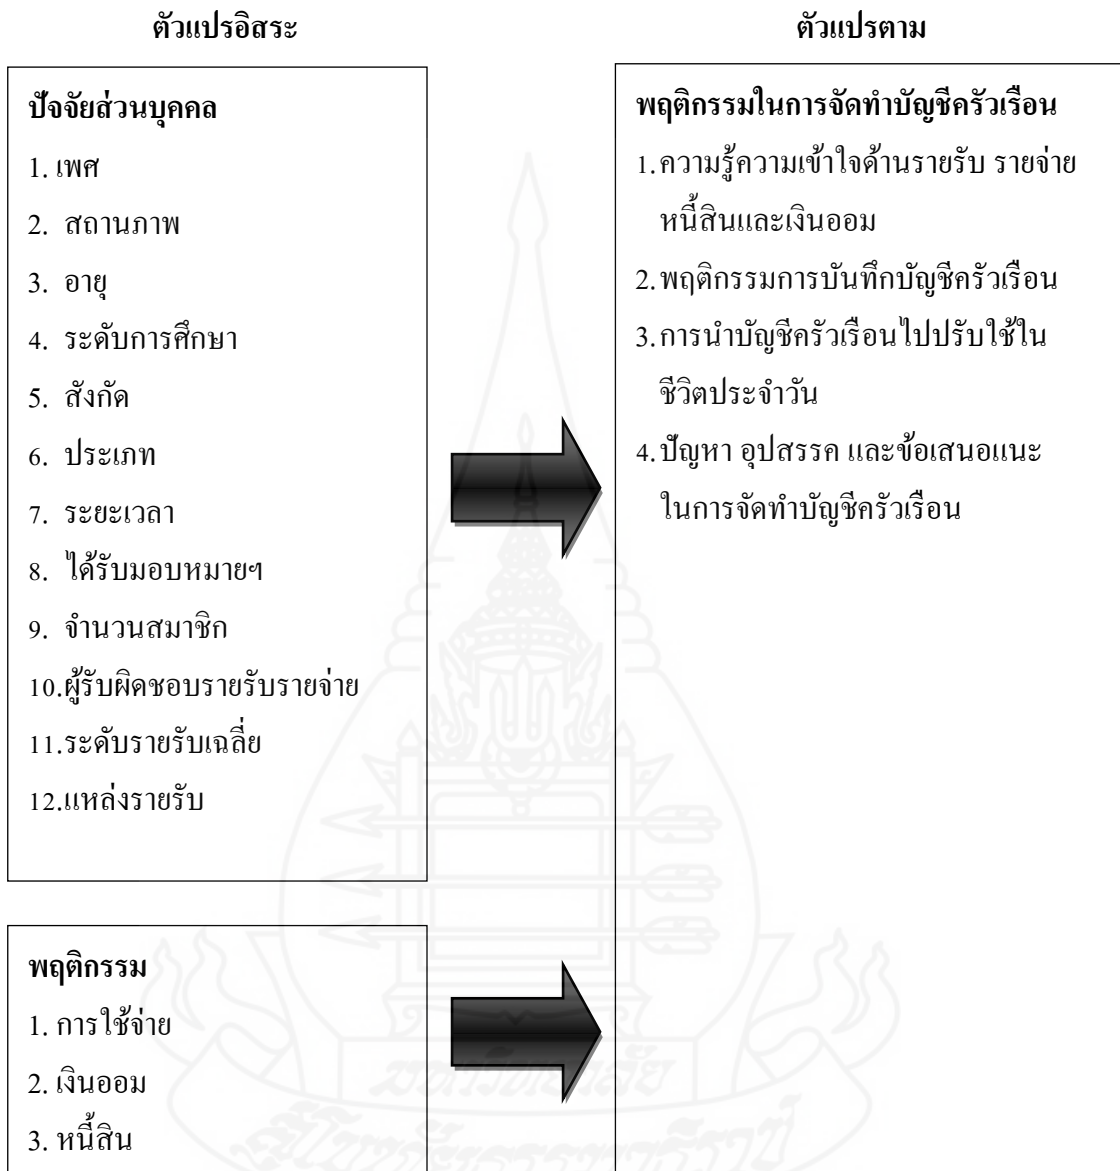 ตัวแปรอิสระ
ตัวแปรตาม
ปัจจัยส่วนบุคคล
1. เพศ
2. สถานภาพ
3. อายุ
4. ระดับการศึกษา
5. สังกัด
6. ประเภท
7. ระยะเวลา
8. ได้รับมอบหมายฯ
9. จำนวนสมาชิก
10.ผู้รับผิดชอบรายรับรายจ่าย
11.ระดับรายรับเฉลี่ย
12.แหล่งรายรับ
พฤติกรรม
1. การใช้จ่าย
2. เงินออม
3. หนี้สิน
พฤติกรรมในการจัดทำบัญชีครัวเรือน
1.ความรู้ความเข้าใจด้านรายรับ รายจ่าย
หนี้สินและเงินออม
2.พฤติกรรมการบันทึกบัญชีครัวเรือน
3.การนำบัญชีครัวเรือนไปปรับใช้ใน
ชีวิตประจำวัน
4.ปัญหา อุปสรรค และข้อเสนอแนะ
ในการจัดทำบัญชีครัวเรือน